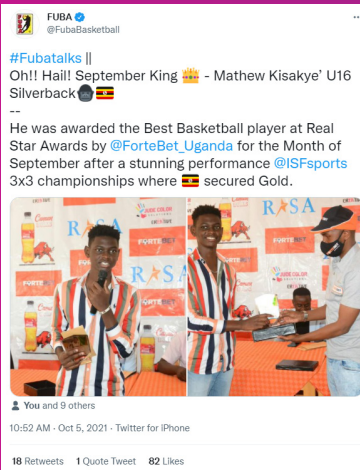 FUBA
@FubaBasketball
#Fubatalks ||
Oh!! Hail! September King 👑 - Mathew Kisakye' U16
Silverback🦍🇺🇬
--
He was awarded the Best Basketball player at Real
Star Awards by @ForteBet_Uganda for the Month of
September after a stunning performance @ISFsports
3x3 championships where 🇺🇬 secured Gold.
RSA
FORTEBET
RSA
FORTEBET
You and 9 others
10:52 AM · Oct 5, 2021 · Twitter for iPhone
18 Retweets 1 Quote Tweet 82 Likes